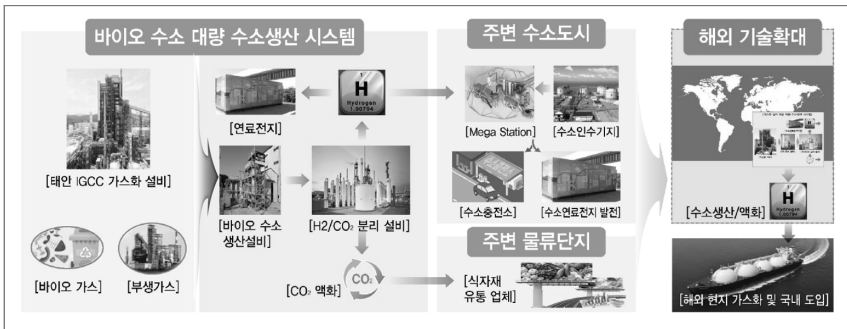 바이오 수소 대량 수소생산 시스템
[태안 IGCC 가스화 설비]
[바이오 가스]
[부생가스]
[연료전지]
H
Hydrogen
1.00794
[바이오 수소
생산설비]
[H2/CO₂ 분리 설비]
[CO₂ 액화]
CO₂
주변 수소도시
[Mega Station]
[수소인수기지]
[수소충전소]
[수소연료전지 발전]
주변 물류단지
[식자재
유통 업체]
해외 기술확대
[수소생산/액화]
H
Hydrogen
1.00794
[해외 현지 가스화 및 국내 도입]